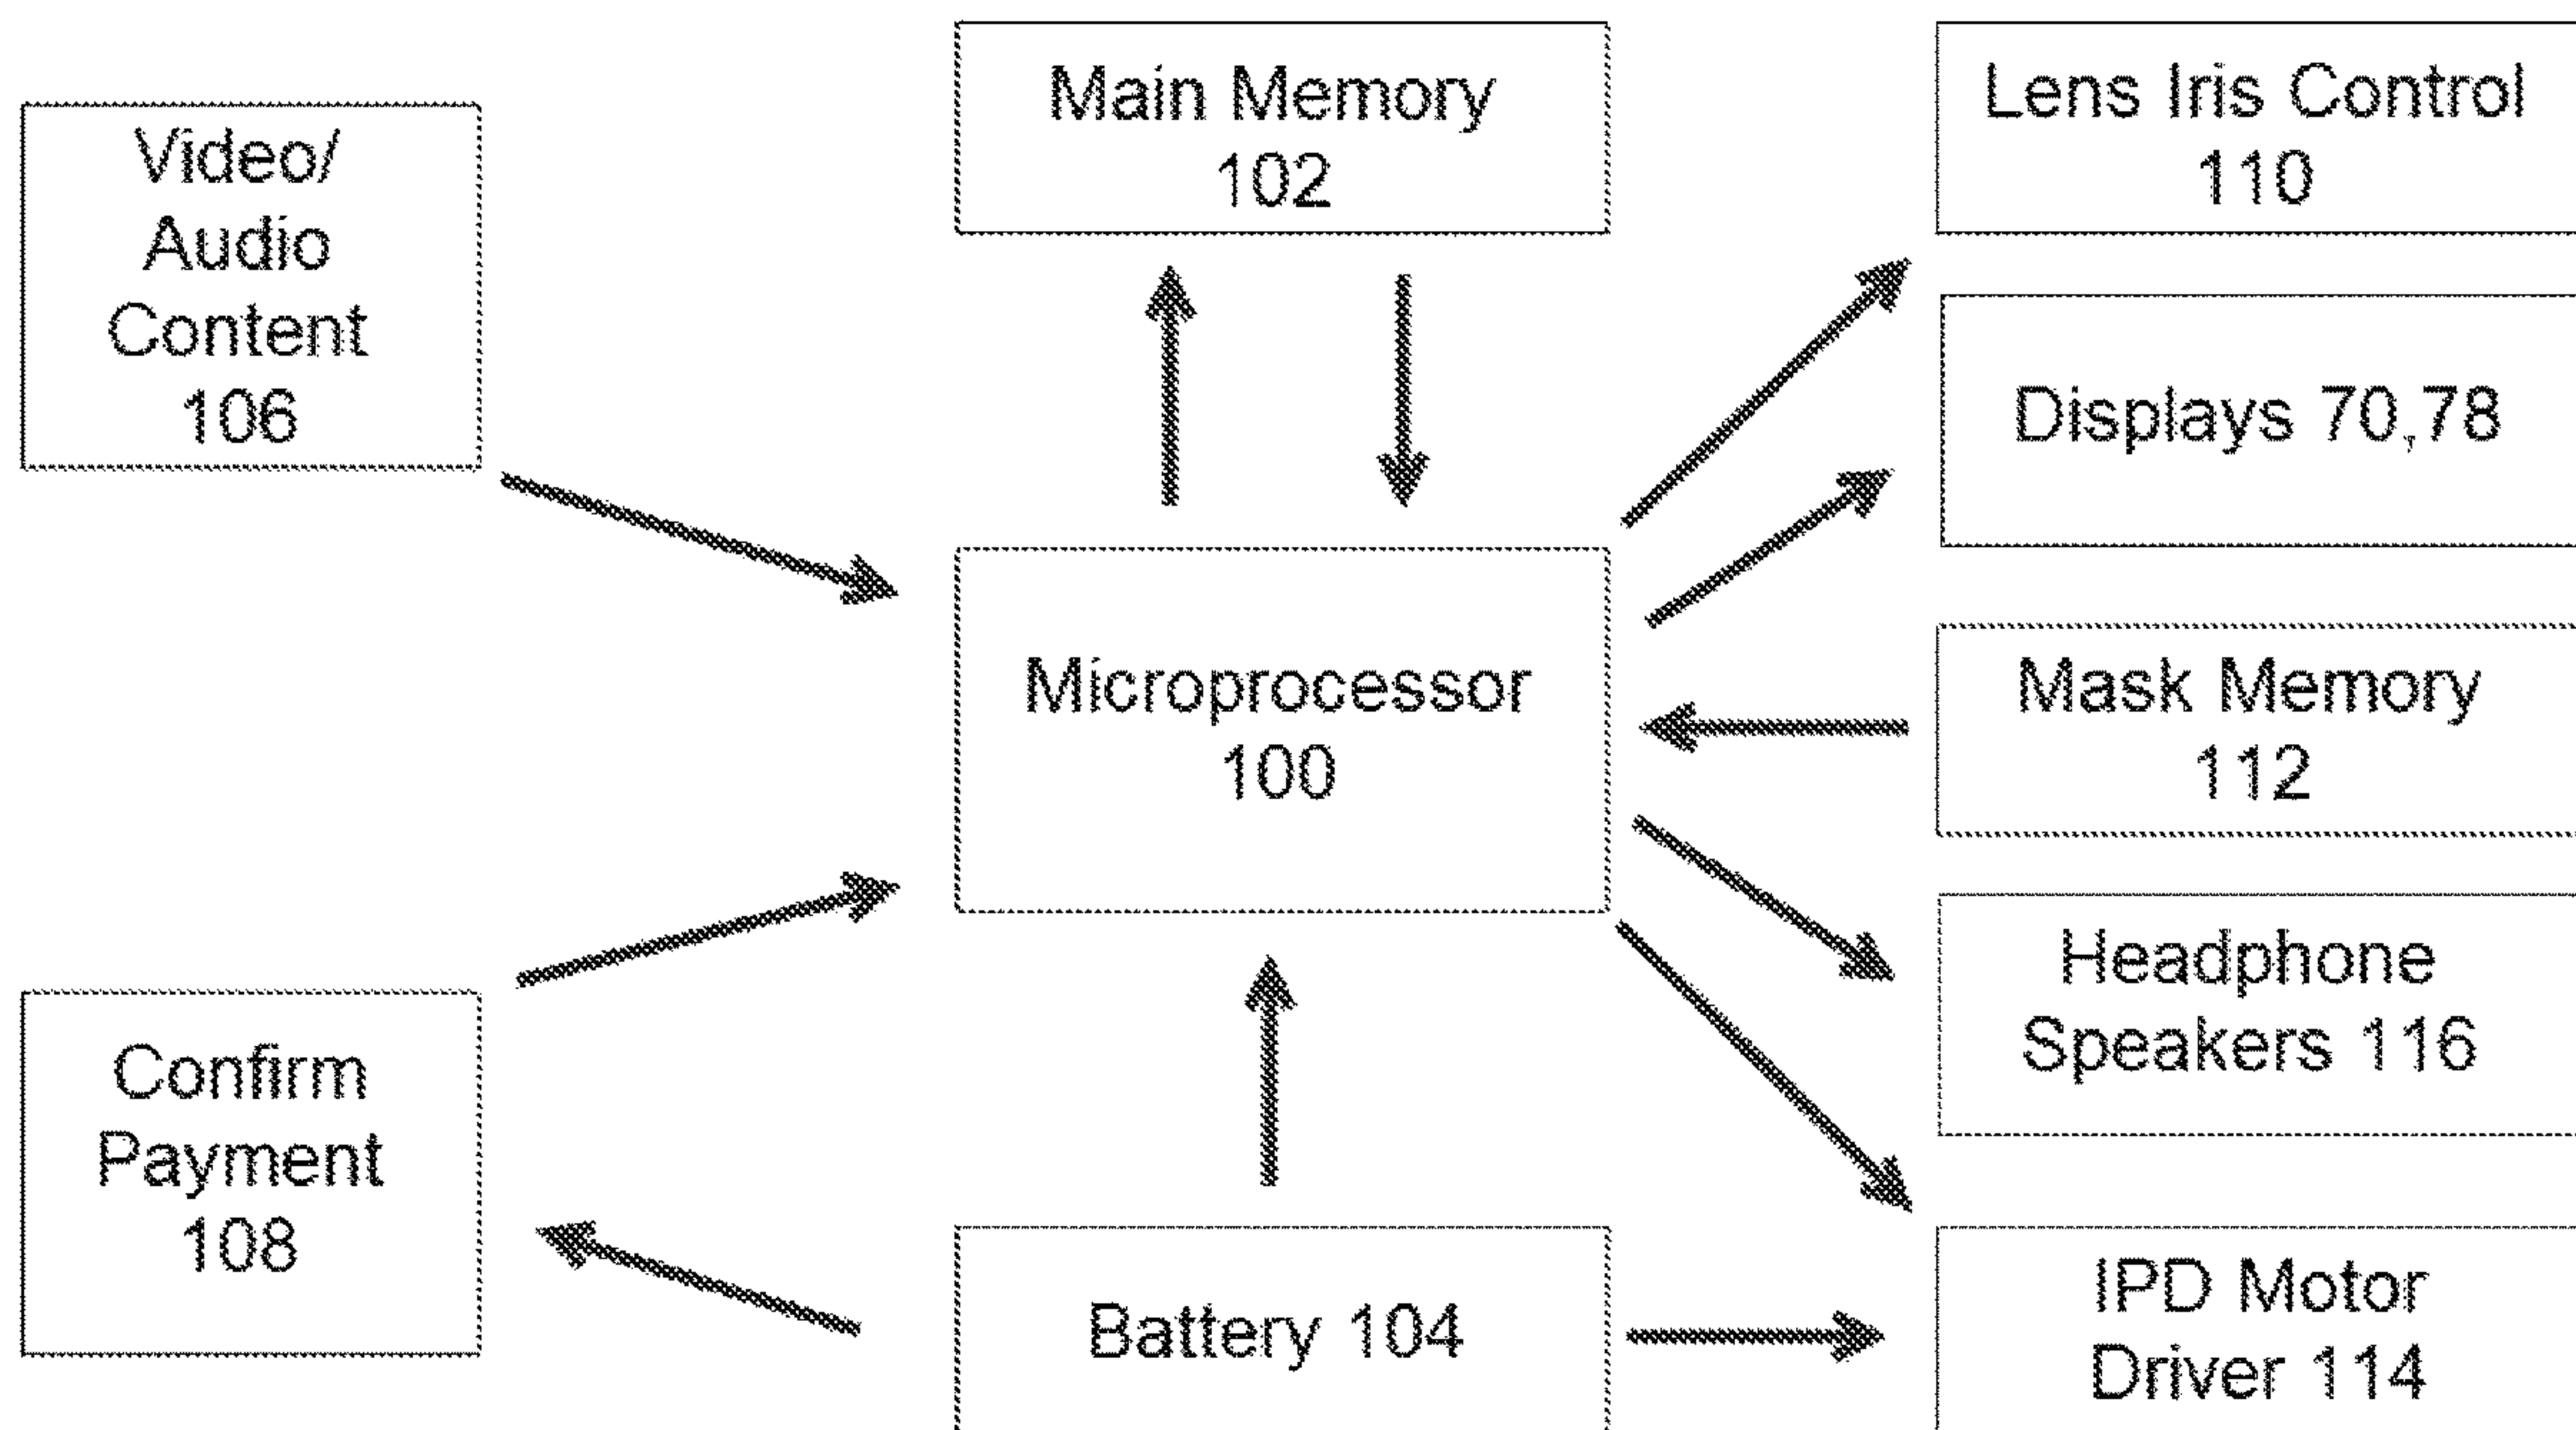 Video/
Audio
Content
106
Main Memory
102
Lens Iris Control
110
Displays 70,78
Microprocessor
100
Mask Memory
112
Headphone
Speakers 116
Confirm
Payment
108
Battery 104
IPD Motor
Driver 114